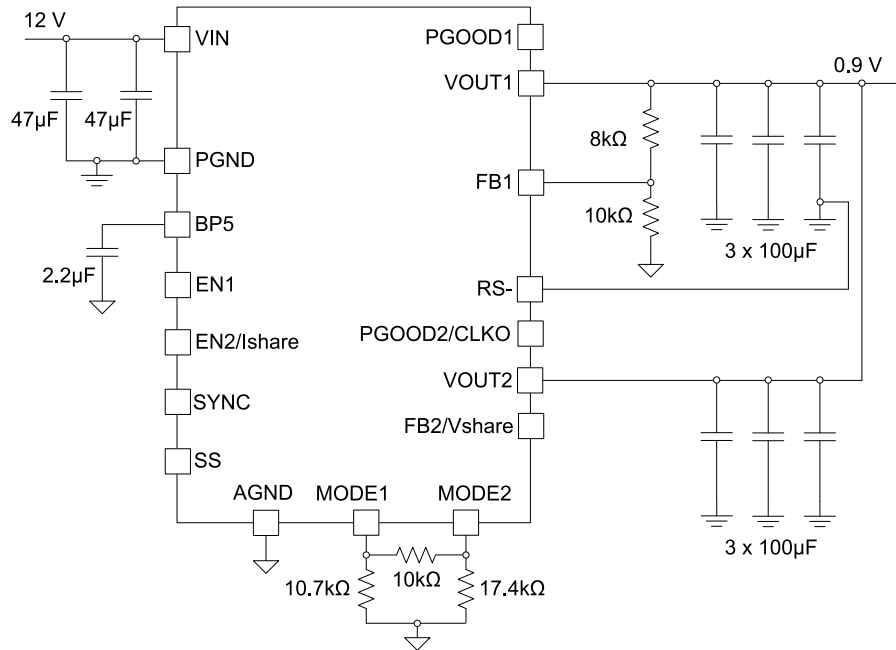 12 V
VIN
PGOOD1
VOUT1
0.9 V
47µF
47µF
8kΩ
PGND
FB1
10kΩ
BP5
3 x 100µF
2.2µF
EN1
RS-
EN2/Ishare
PGOOD2/CLKO
VOUT2
SYNC
FB2/Vshare
SS
AGND
MODE1
MODE2
3 x 100µF
10.7kΩ
10kΩ
17.4kΩ